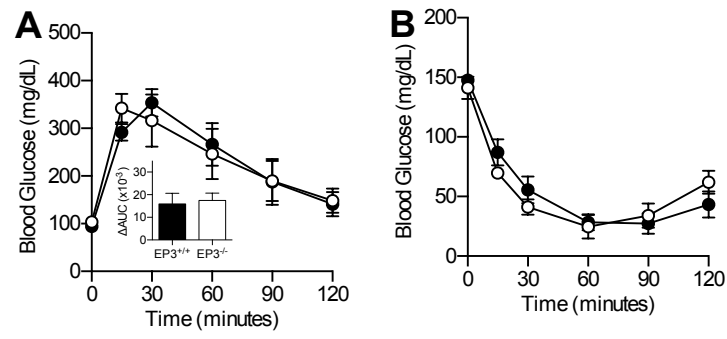 A
Blood Glucose (mg/dL)
500
400
300
200
100
0
0 30 60 90 120
Time (minutes)
ΔAUC (x10⁻³)
30
20
10
0
EP3⁺/⁺ EP3⁻/⁻
B
Blood Glucose (mg/dL)
200
150
100
50
0
0 30 60 90 120
Time (minutes)